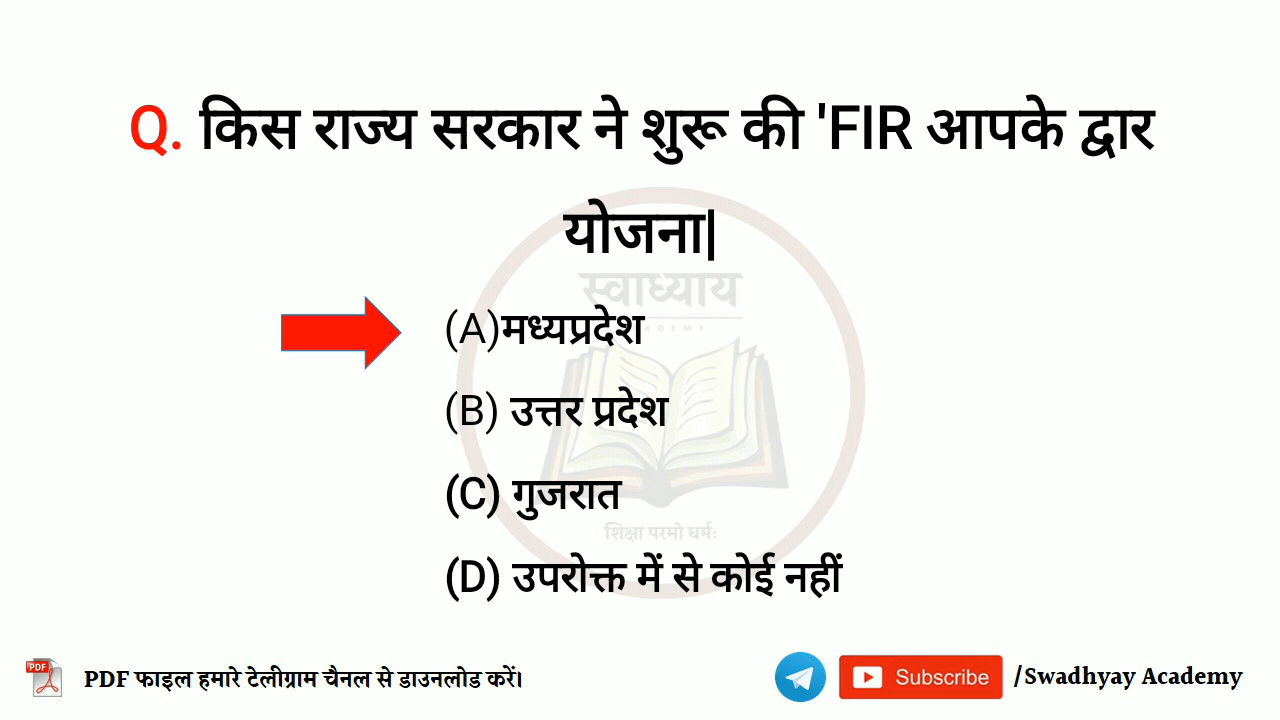 Q. किस राज्य सरकार ने शुरू की 'FIR आपके द्वार
योजना|
स्वाध्याय
ADEMY
(A)मध्यप्रदेश
(B) उत्तर प्रदेश
(C) गुजरात
शिक्षा परमो धर्मः
(D) उपरोक्त में से कोई नहीं
PDF
PDF फाइल हमारे टेलीग्राम चैनल से डाउनलोड करें।
Subscribe
/Swadhyay Academy